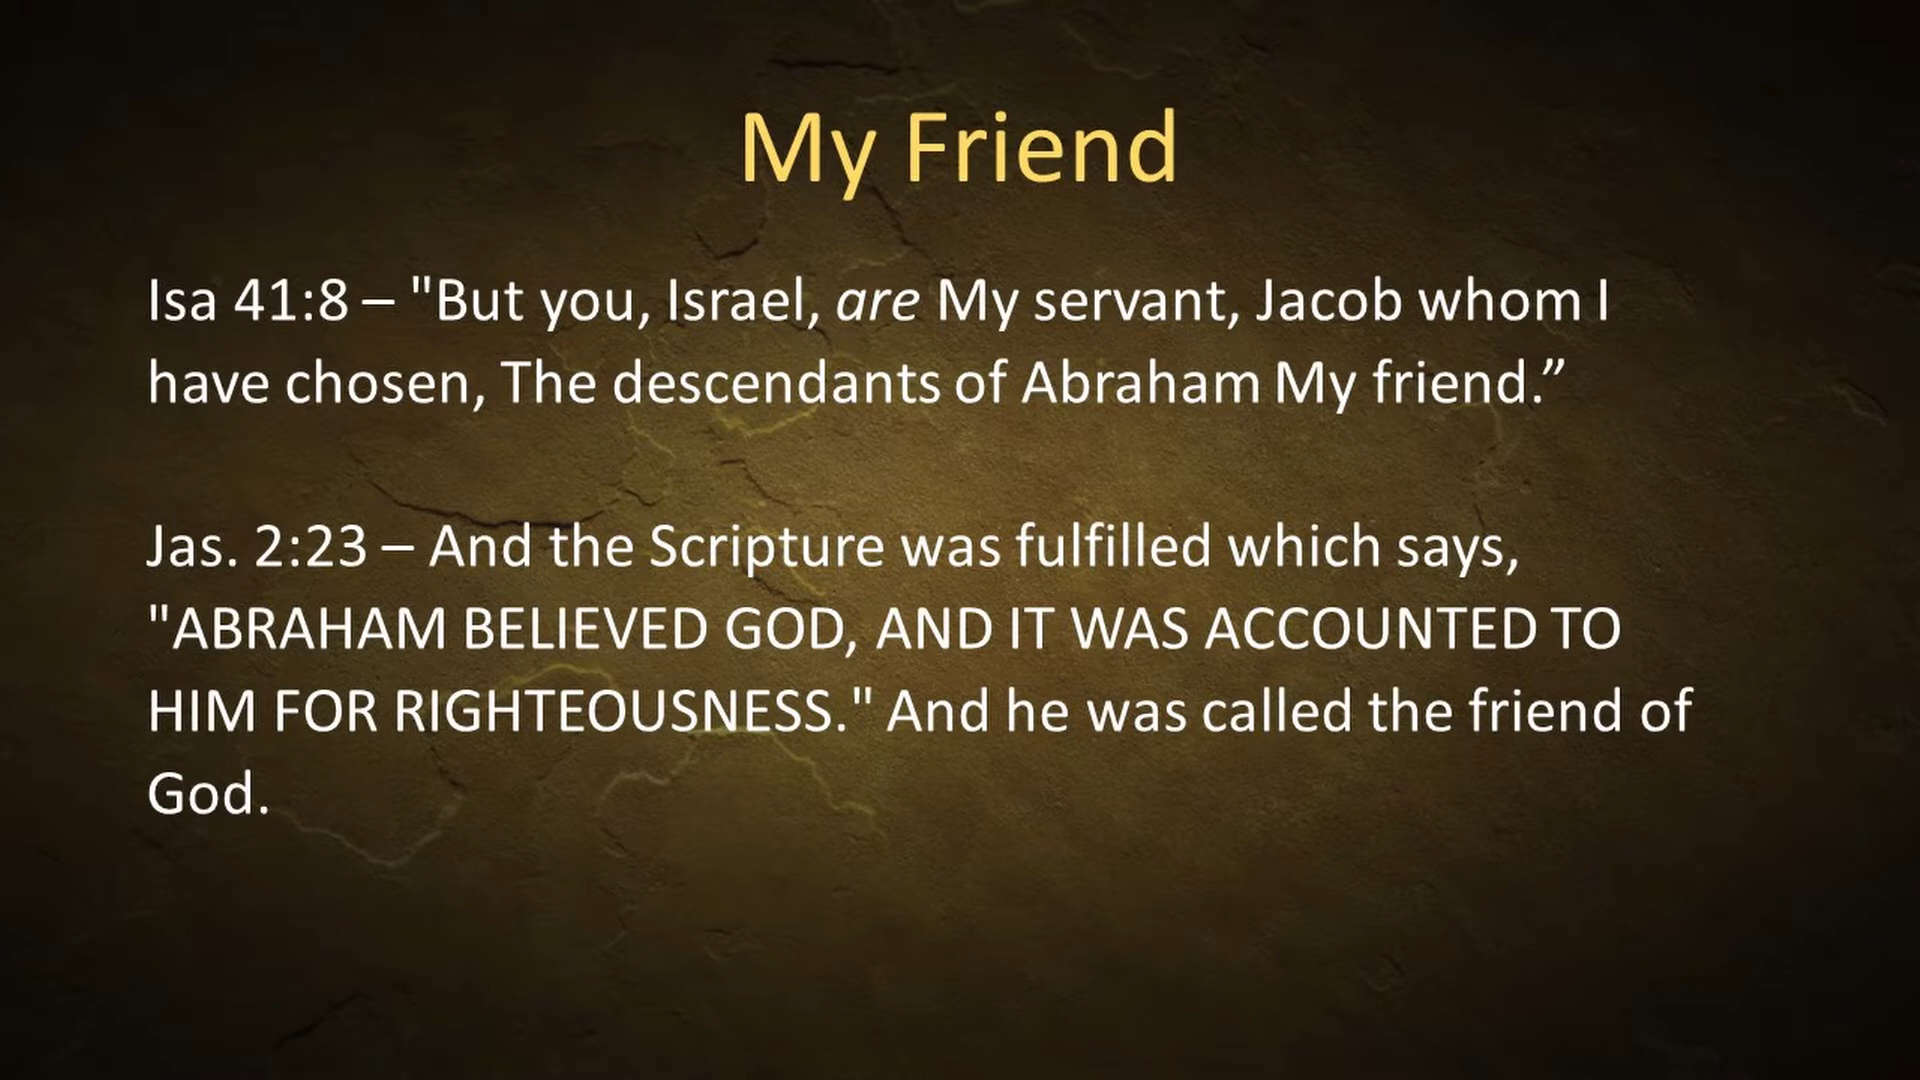 My Friend
Isa 41:8 – "But you, Israel, are My servant, Jacob whom I
have chosen, The descendants of Abraham My friend.”
Jas. 2:23 – And the Scripture was fulfilled which says,
"ABRAHAM BELIEVED GOD, AND IT WAS ACCOUNTED TO
HIM FOR RIGHTEOUSNESS." And he was called the friend of
God.